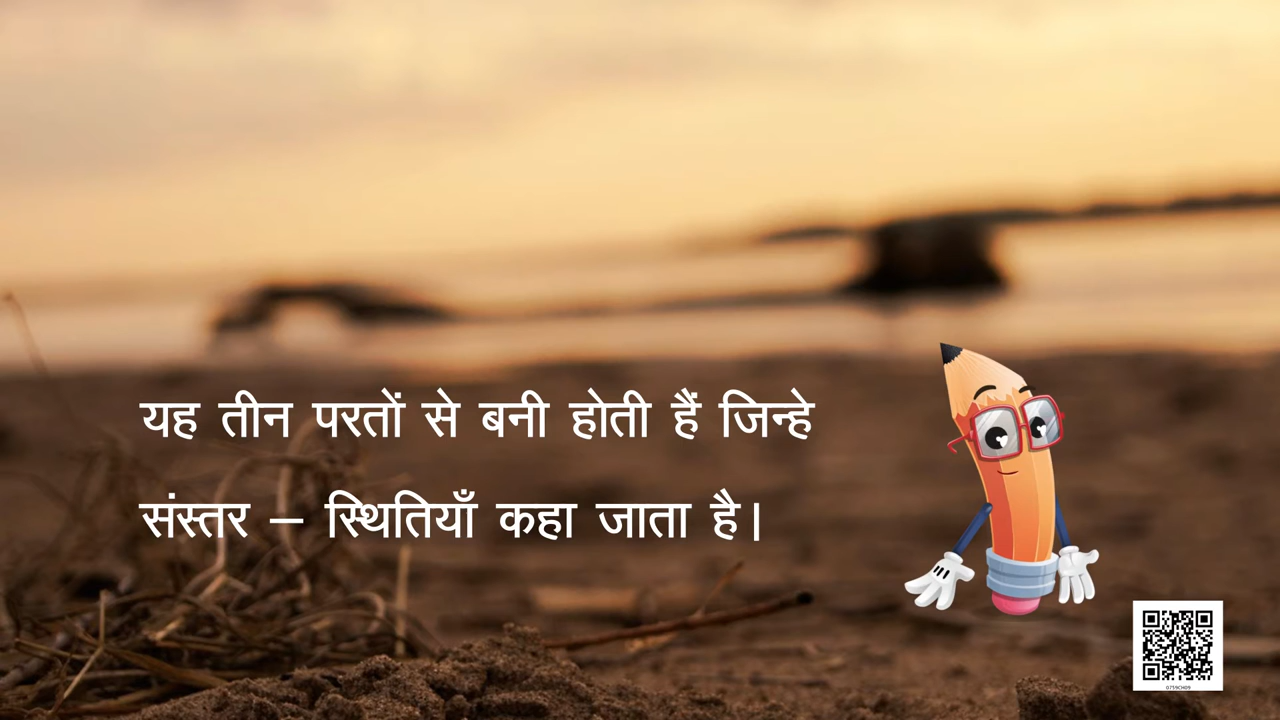 यह तीन परतों से बनी होती हैं जिन्हे
संस्तर – स्थितियाँ कहा जाता है।